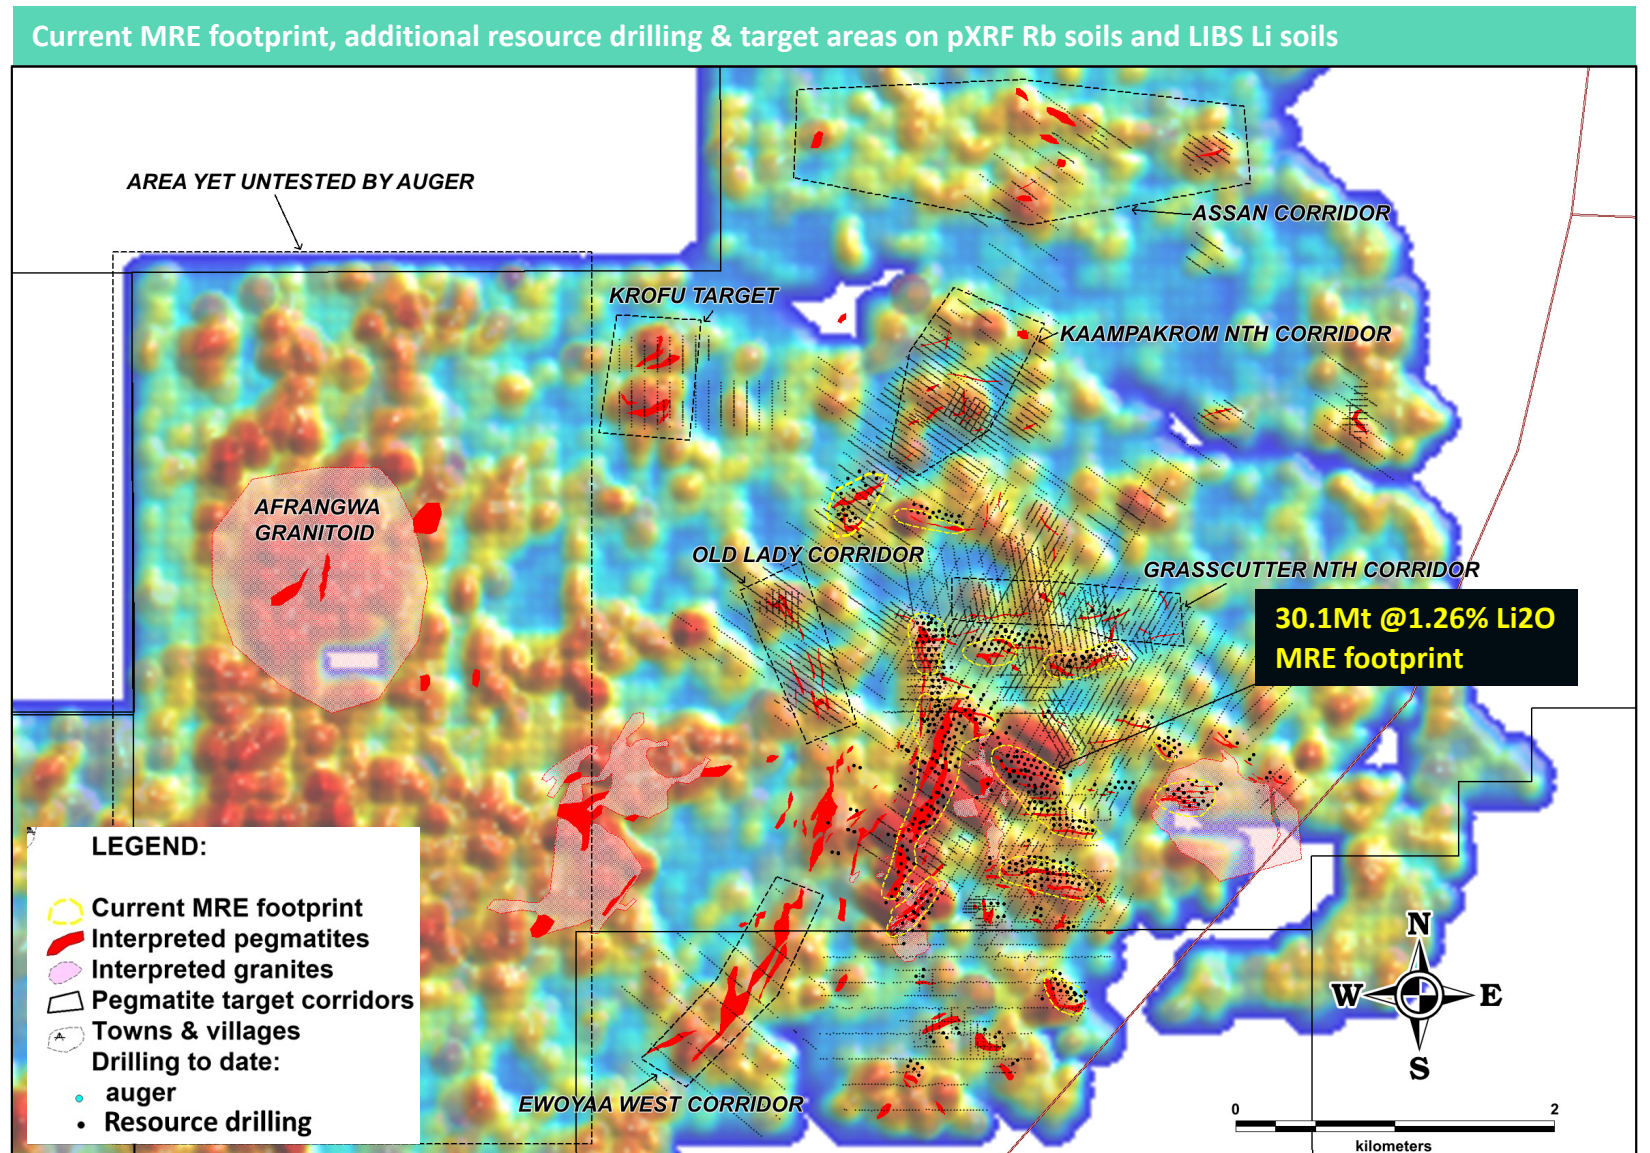 Current MRE footprint, additional resource drilling & target areas on pXRF Rb soils and LIBS Li soils
AREA YET UNTESTED BY AUGER
ASSAN CORRIDOR
KROFU TARGET
KAAMPAKROM NTH CORRIDOR
AFRANGWA
GRANITOID
OLD LADY CORRIDOR
GRASSCUTTER NTH CORRIDOR
30.1Mt @1.26% Li2O
MRE footprint
LEGEND:
Current MRE footprint
Interpreted pegmatites
Interpreted granites
Pegmatite target corridors
Towns & villages
Drilling to date:
auger
Resource drilling
EWOYAA WEST CORRIDOR
N
W E
S
0 2
kilometers